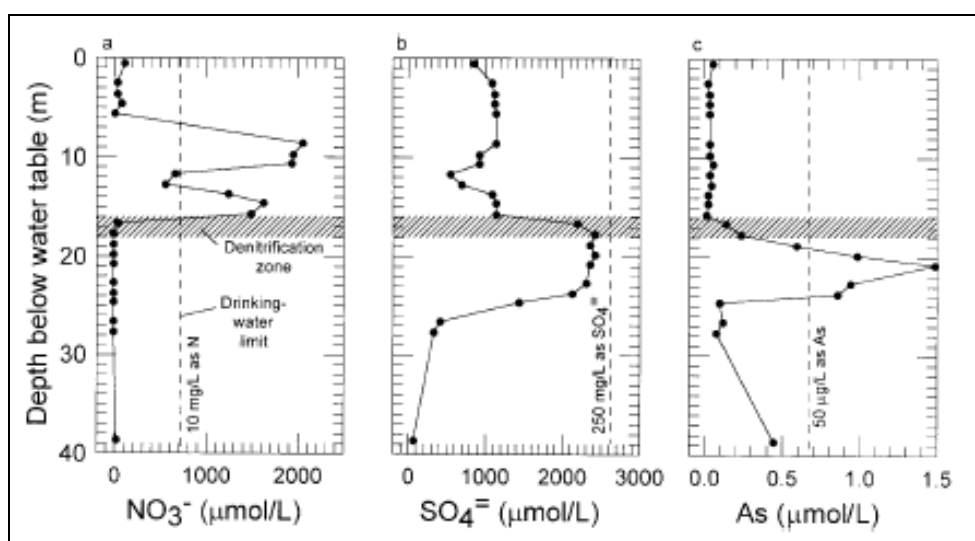 a
b
c
0
10
20
30
40
Depth below water table (m)
Denitrification
zone
Drinking-
water limit
10 mg/L as N
0
1000
2000
NO₃⁻ (μmol/L)
250 mg/L as SO₄⁼
0
1000
2000
3000
SO₄⁼ (μmol/L)
50 μg/L as As
0.0
0.5
1.0
1.5
As (μmol/L)